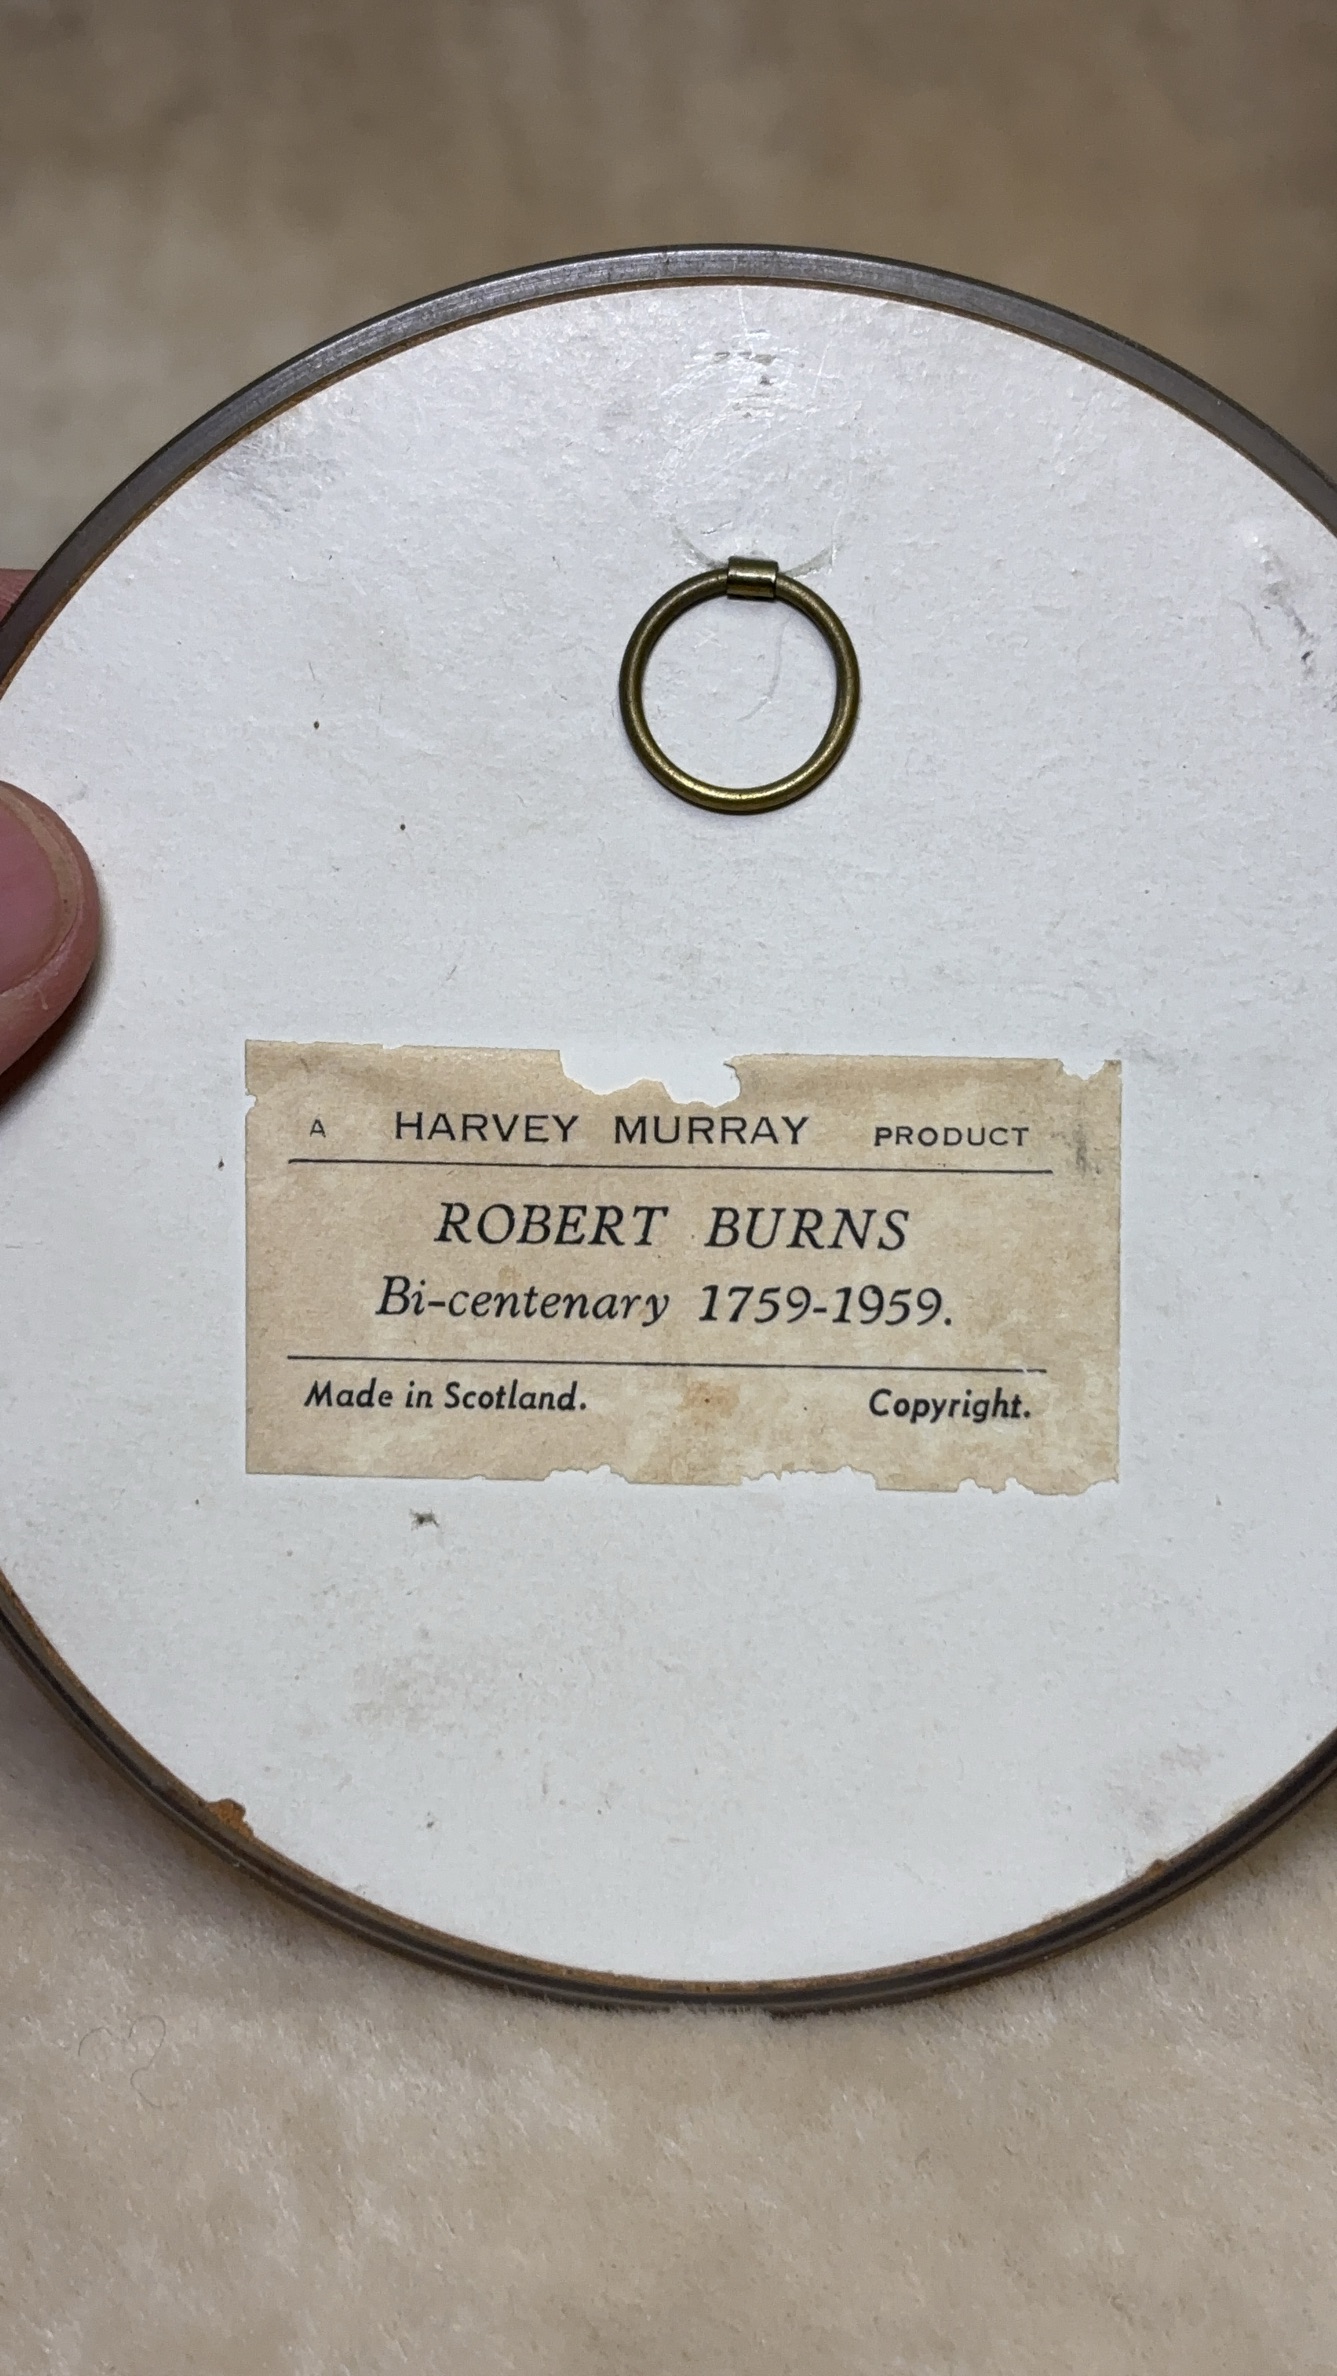 A HARVEY MURRAY PRODUCT
ROBERT BURNS
Bi-centenary 1759-1959.
Made in Scotland. Copyright.